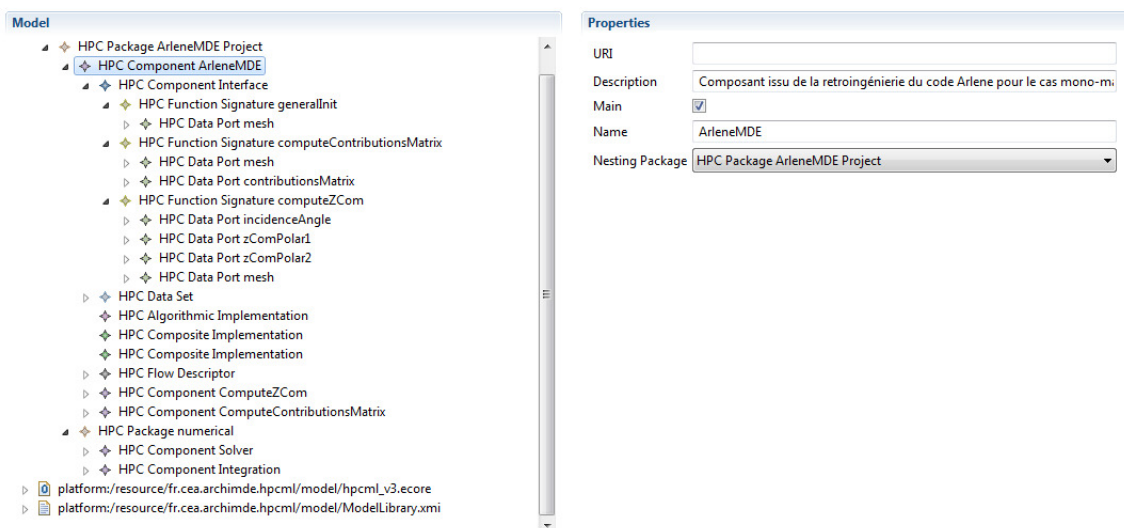 Model
HPC Package ArleneMDE Project
HPC Component ArleneMDE
HPC Component Interface
HPC Function Signature generalInit
HPC Data Port mesh
HPC Function Signature computeContributionsMatrix
HPC Data Port mesh
HPC Data Port contributionsMatrix
HPC Function Signature computeZCom
HPC Data Port incidenceAngle
HPC Data Port zComPolar1
HPC Data Port zComPolar2
HPC Data Port mesh
HPC Data Set
HPC Algorithmic Implementation
HPC Composite Implementation
HPC Composite Implementation
HPC Flow Descriptor
HPC Component ComputeZCom
HPC Component ComputeContributionsMatrix
HPC Package numerical
HPC Component Solver
HPC Component Integration
platform:/resource/fr.cea.archimde.hpcml/model/hpcml_v3.ecore
platform:/resource/fr.cea.archimde.hpcml/model/ModelLibrary.xmi
Properties
URI
Description Composant issu de la retroingénierie du code Arlene pour le cas mono-
Main
Name ArleneMDE
Nesting Package HPC Package ArleneMDE Project